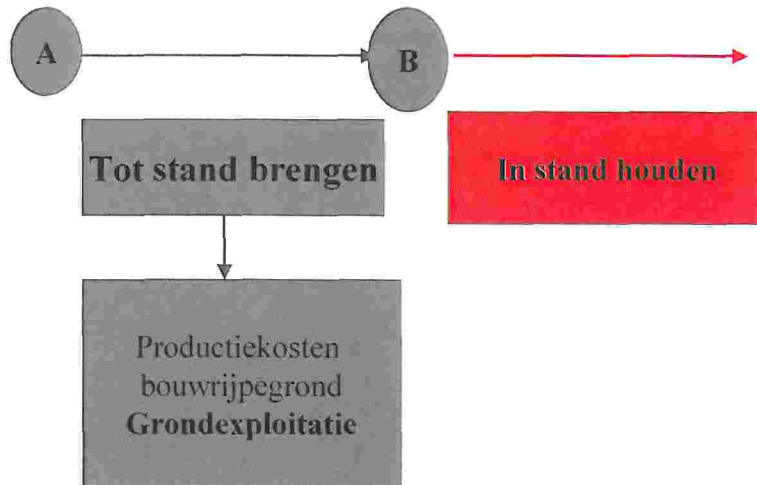 A
B
Tot stand brengen
In stand houden
Productiekosten
bouwrijpegrond
Grondexploitatie